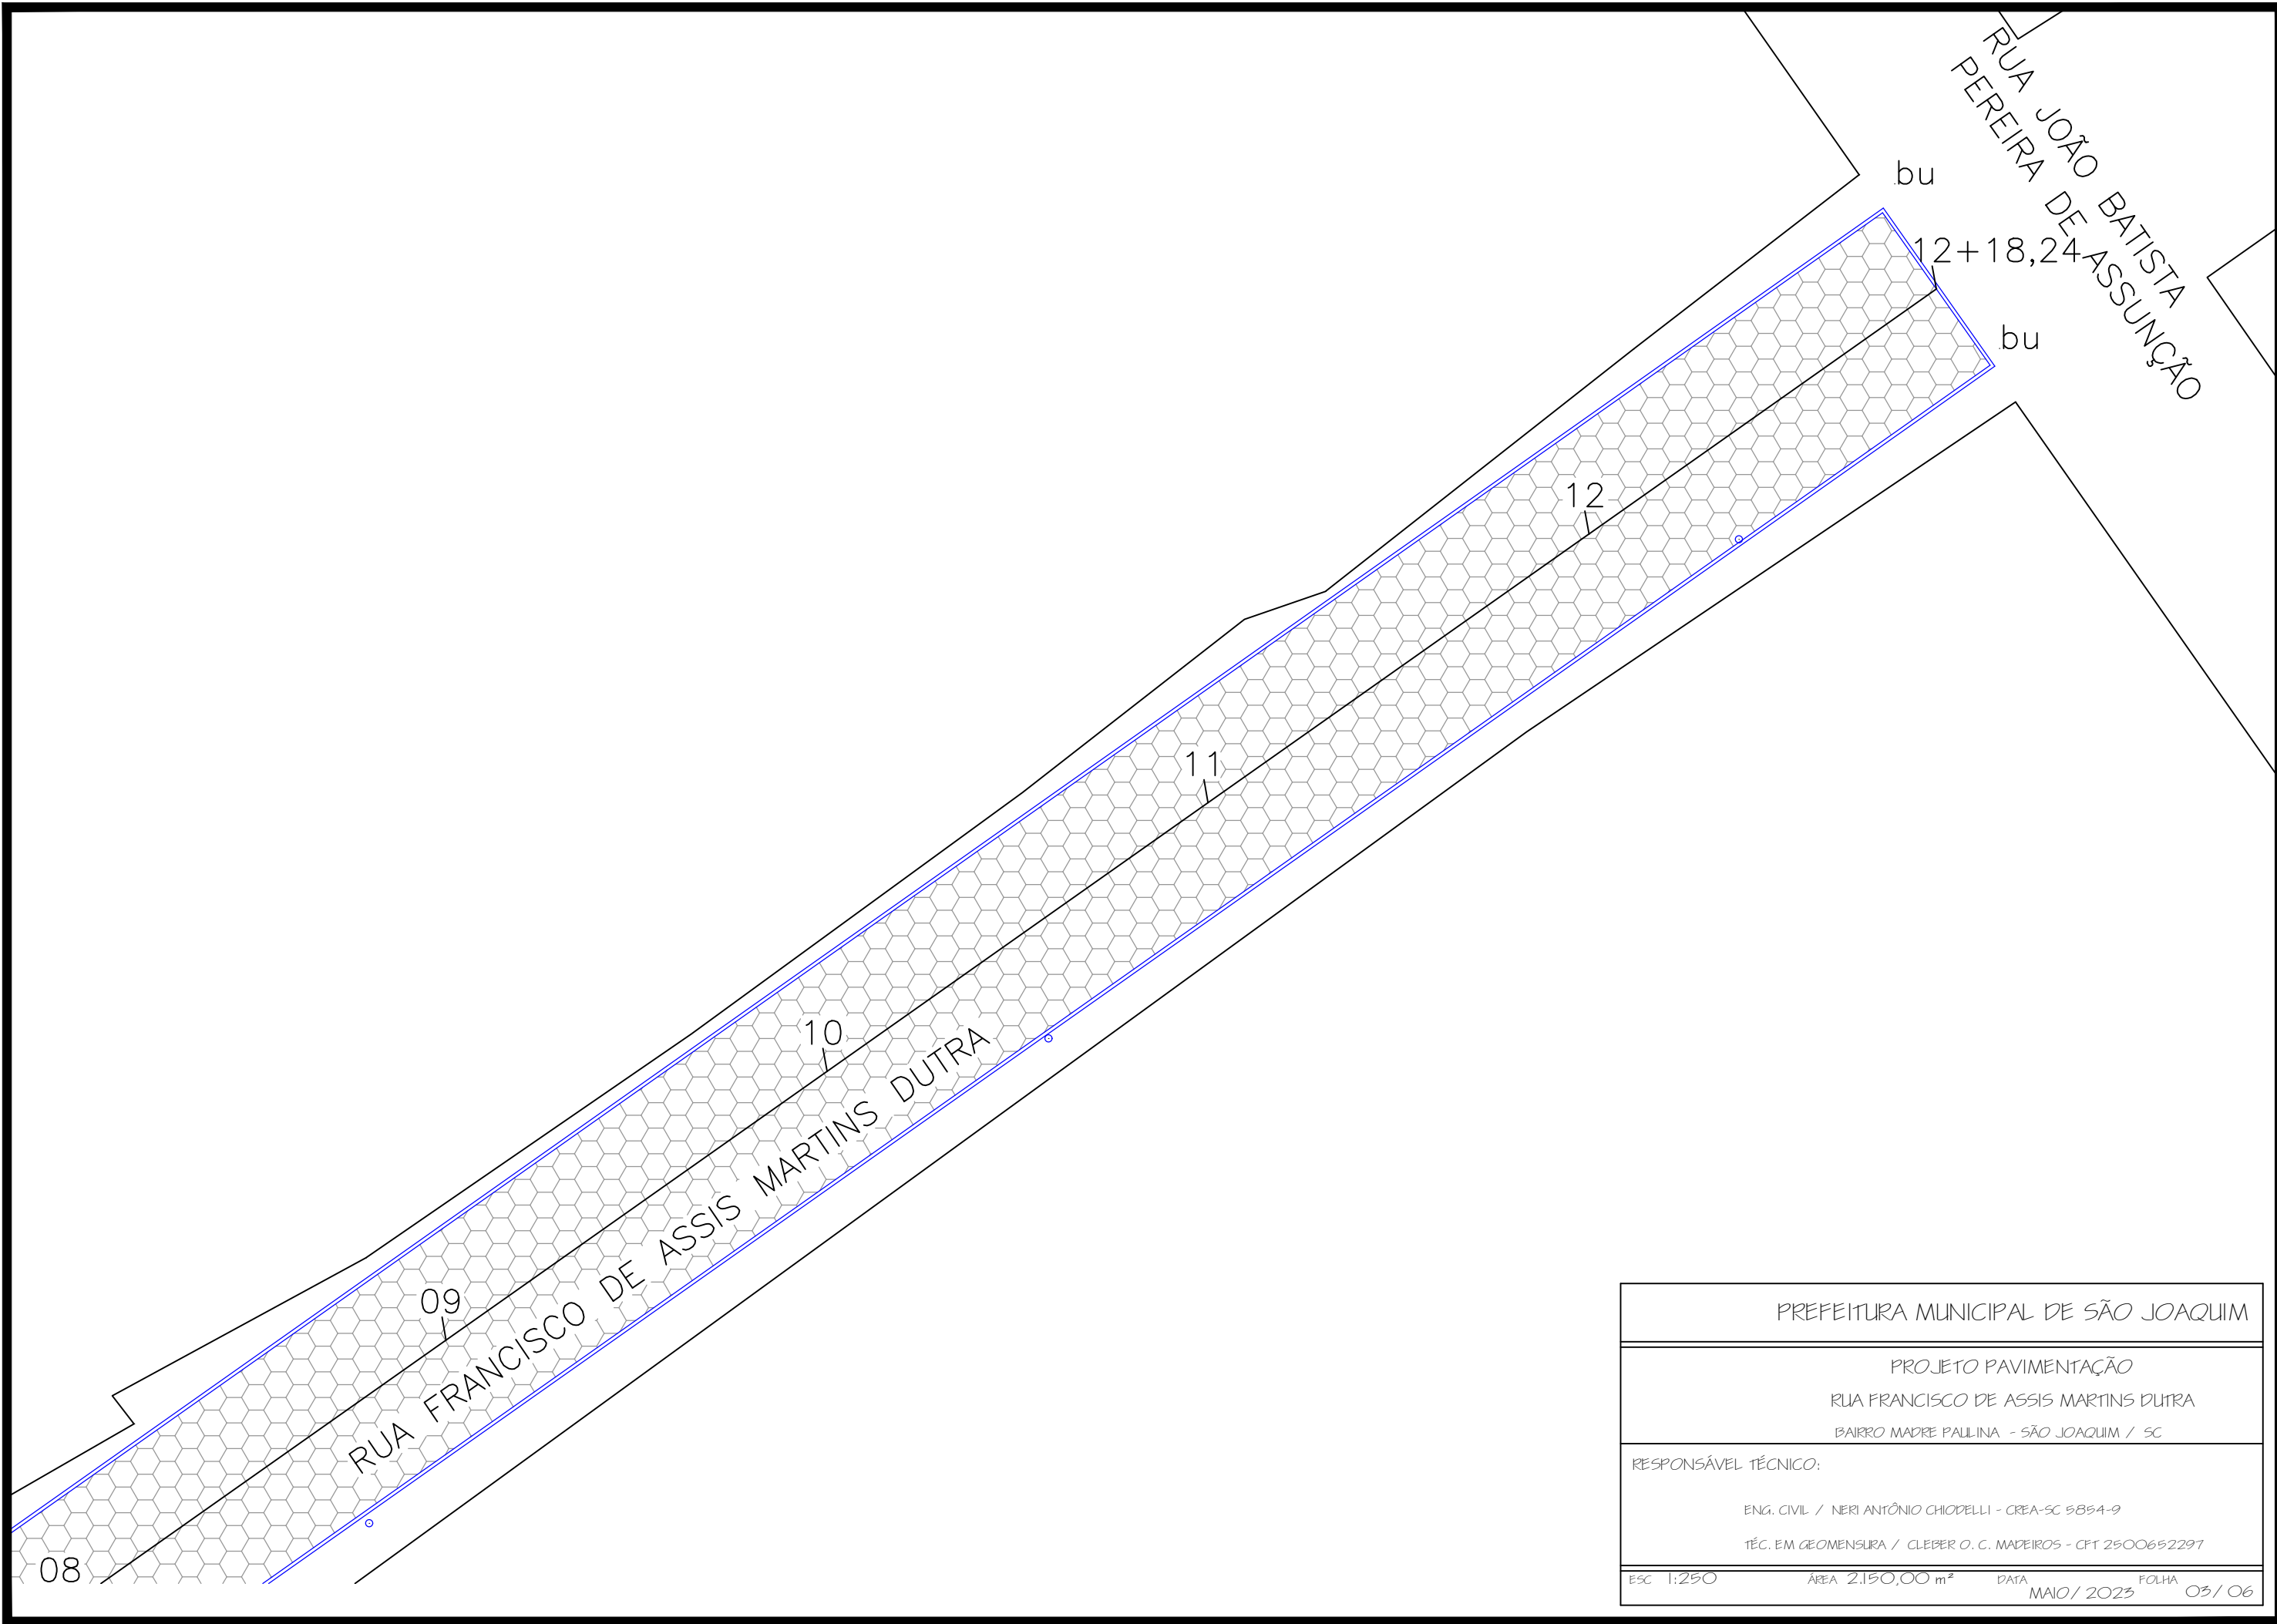 RUA JOÃO BATISTA
PEREIRA DE ASSUNÇÃO
bu
12+18,24
bu
12
11
10
09
08
RUA FRANCISCO DE ASSIS MARTINS DUTRA
PREFEITURA MUNICIPAL DE SÃO JOAQUIM
PROJETO PAVIMENTAÇÃO
RUA FRANCISCO DE ASSIS MARTINS DUTRA
BAIRRO MADRE PAULINA - SÃO JOAQUIM / SC
RESPONSÁVEL TÉCNICO:
ENG. CIVIL / NERI ANTÔNIO CHIODELLI - CREA-SC 5854-9
TÉC. EM GEOMENSURA / CLEBER O. C. MADEIROS - CFT 2500652297
ESC 1:250 ÁREA 2.150,00 m² DATA MAIO/ 2023 FOLHA 03/ 06